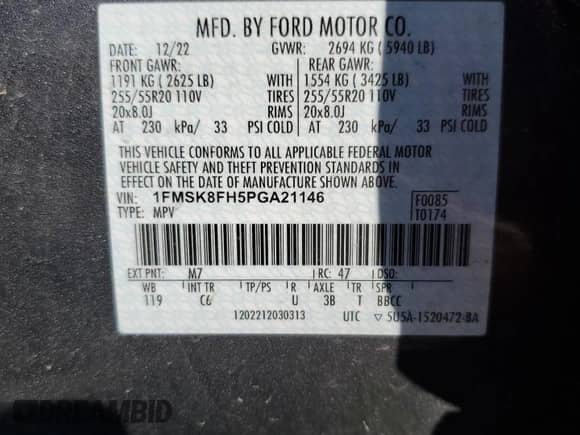 MFD. BY FORD MOTOR CO.
DATE: 12/22 GVWR: 2694 KG (5940 LB)
FRONT GAWR: REAR GAWR:
1191 KG (2625 LB) WITH 1554 KG (3425 LB) WITH
255/55R20 110V TIRES 255/55R20 110V TIRES
20x8.0J RIMS 20x8.0J RIMS
AT 230 kPa/ 33 PSI COLD AT 230 kPa/ 33 PSI COLD
THIS VEHICLE CONFORMS TO ALL APPLICABLE FEDERAL MOTOR
VEHICLE SAFETY AND THEFT PREVENTION STANDARDS IN
EFFECT ON THE DATE OF MANUFACTURE SHOWN ABOVE.
VIN: 1FMSK8FH5PGA21146 F0085
TYPE: MPV T0174
EXT PNT: M7 RC: 47 DSO:
WB INT TR TP/PS R AXLE TR SPR
119 C6 U 3B T BBCC
1202212030313 UTC ▽ 5U5A-1520472-BA
DREAMBID